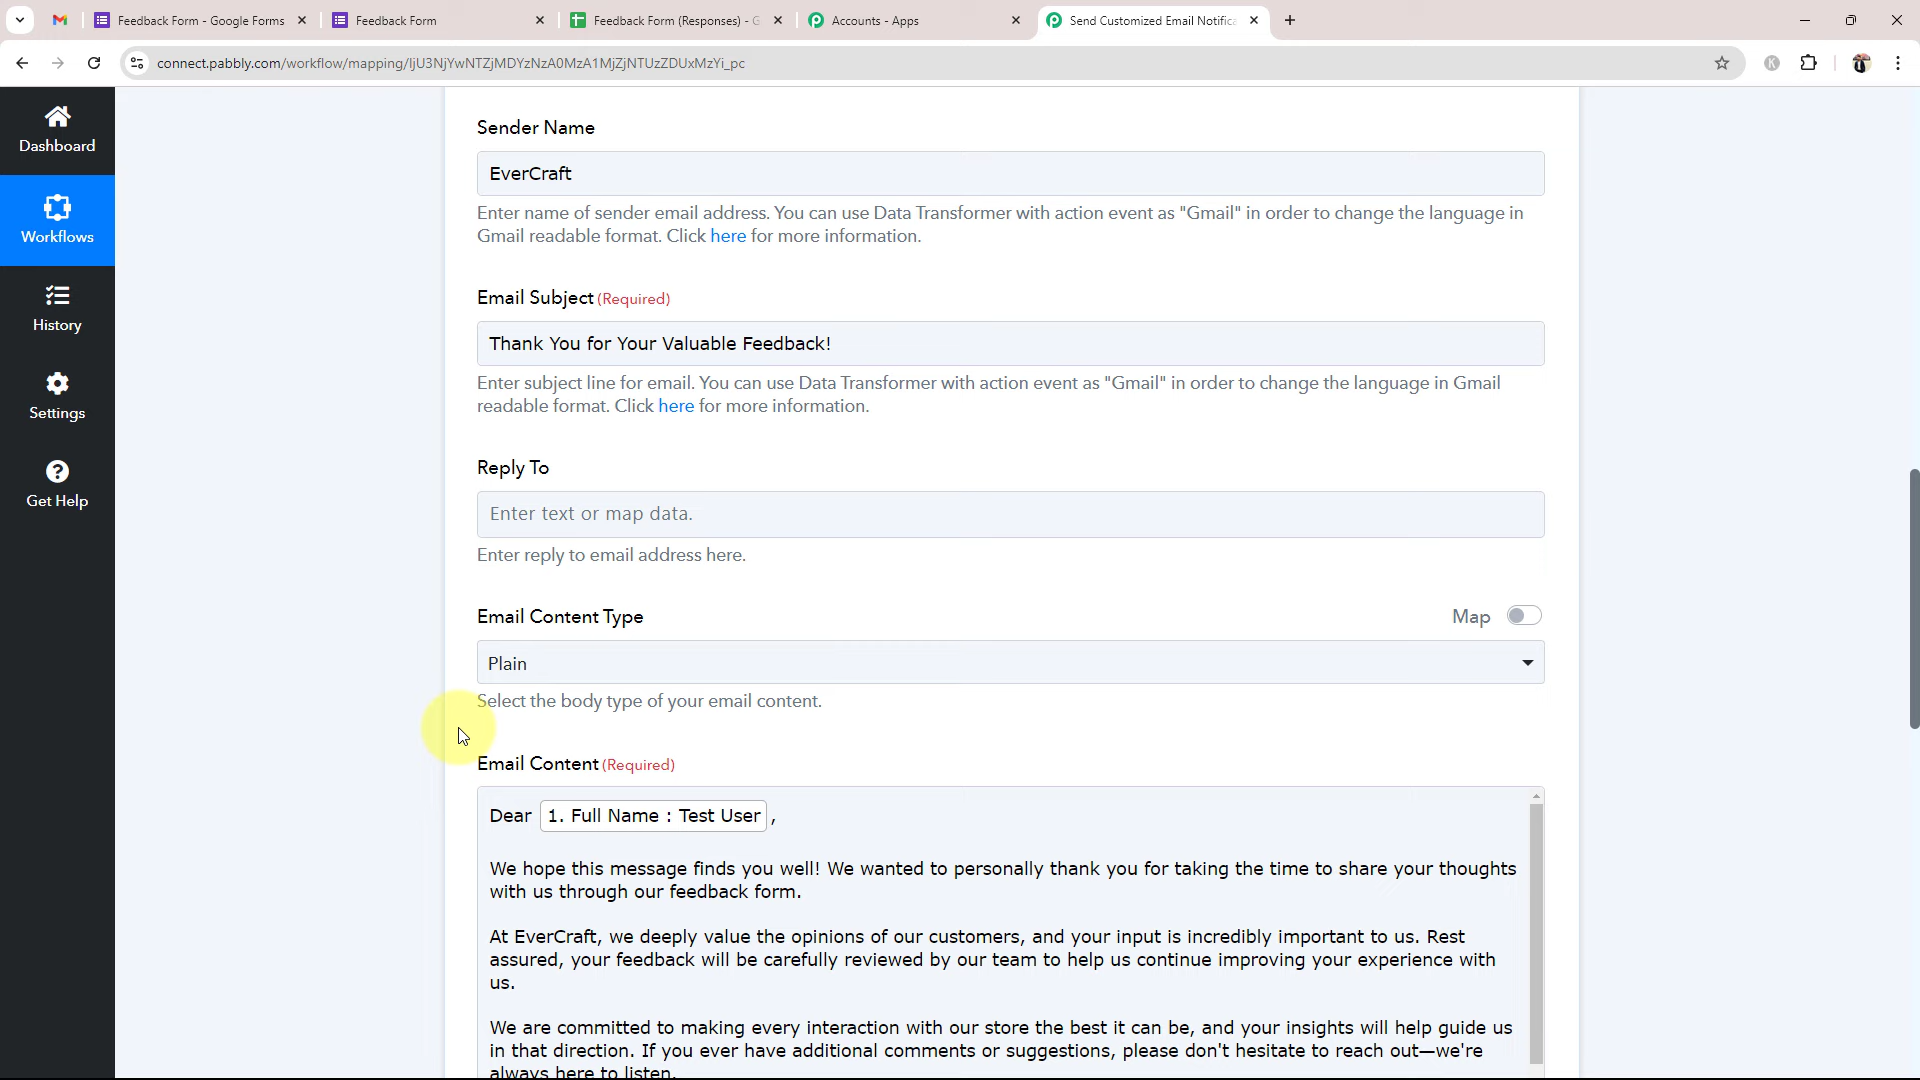 Feedback Form - Google Forms
Feedback Form
Feedback Form (Responses) - G
Accounts - Apps
Send Customized Email Notifica
connect.pabbly.com/workflow/mapping/IjU3NjYwNTZjMDYzNzA0MzA1MjZjNTUzZDUxMzYi_pc
K
Dashboard
Workflows
History
Settings
Get Help
Sender Name
EverCraft
Enter name of sender email address. You can use Data Transformer with action event as "Gmail" in order to change the language in
Gmail readable format. Click here for more information.
Email Subject (Required)
Thank You for Your Valuable Feedback!
Enter subject line for email. You can use Data Transformer with action event as "Gmail" in order to change the language in Gmail
readable format. Click here for more information.
Reply To
Enter text or map data.
Enter reply to email address here.
Email Content Type
Map
Plain
Select the body type of your email content.
Email Content (Required)
Dear 1. Full Name : Test User ,
We hope this message finds you well! We wanted to personally thank you for taking the time to share your thoughts
with us through our feedback form.
At EverCraft, we deeply value the opinions of our customers, and your input is incredibly important to us. Rest
assured, your feedback will be carefully reviewed by our team to help us continue improving your experience with
us.
We are committed to making every interaction with our store the best it can be, and your insights will help guide us
in that direction. If you ever have additional comments or suggestions, please don't hesitate to reach out—we're
always here to listen.